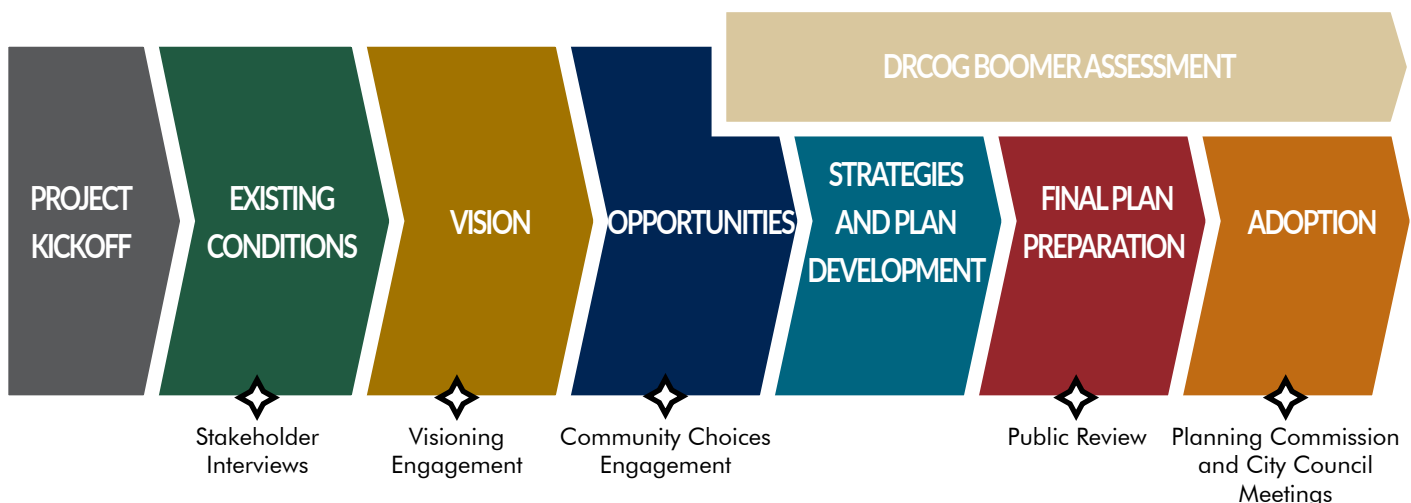 DRCOG BOOMER ASSESSMENT
PROJECT
KICKOFF
EXISTING
CONDITIONS
VISION
OPPORTUNITIES
STRATEGIES
AND PLAN
DEVELOPMENT
FINAL PLAN
PREPARATION
ADOPTION
Stakeholder
Interviews
Visioning
Engagement
Community Choices
Engagement
Public Review
Planning Commission
and City Council
Meetings